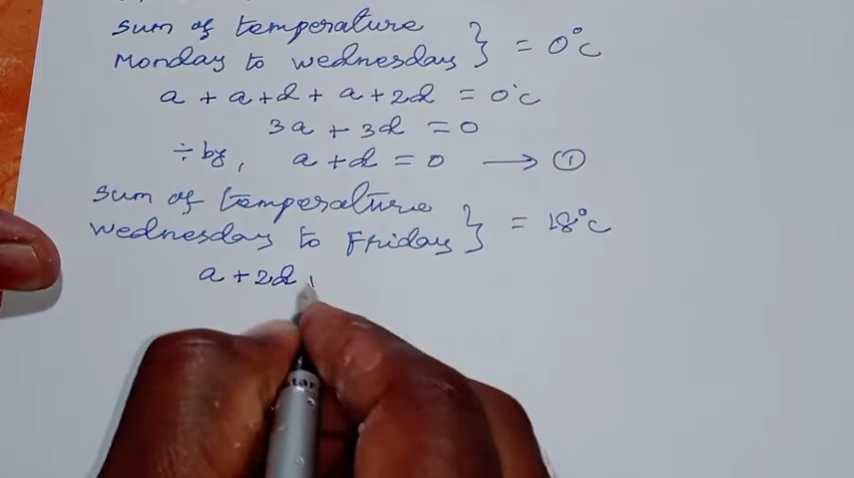 sum of temperature
Monday to wednesday } = 0°c
a + a + d + a + 2d = 0°c
3a + 3d = 0
÷ by, a + d = 0 → ①
sum of temperature
wednesday to Friday } = 18°c
a + 2d